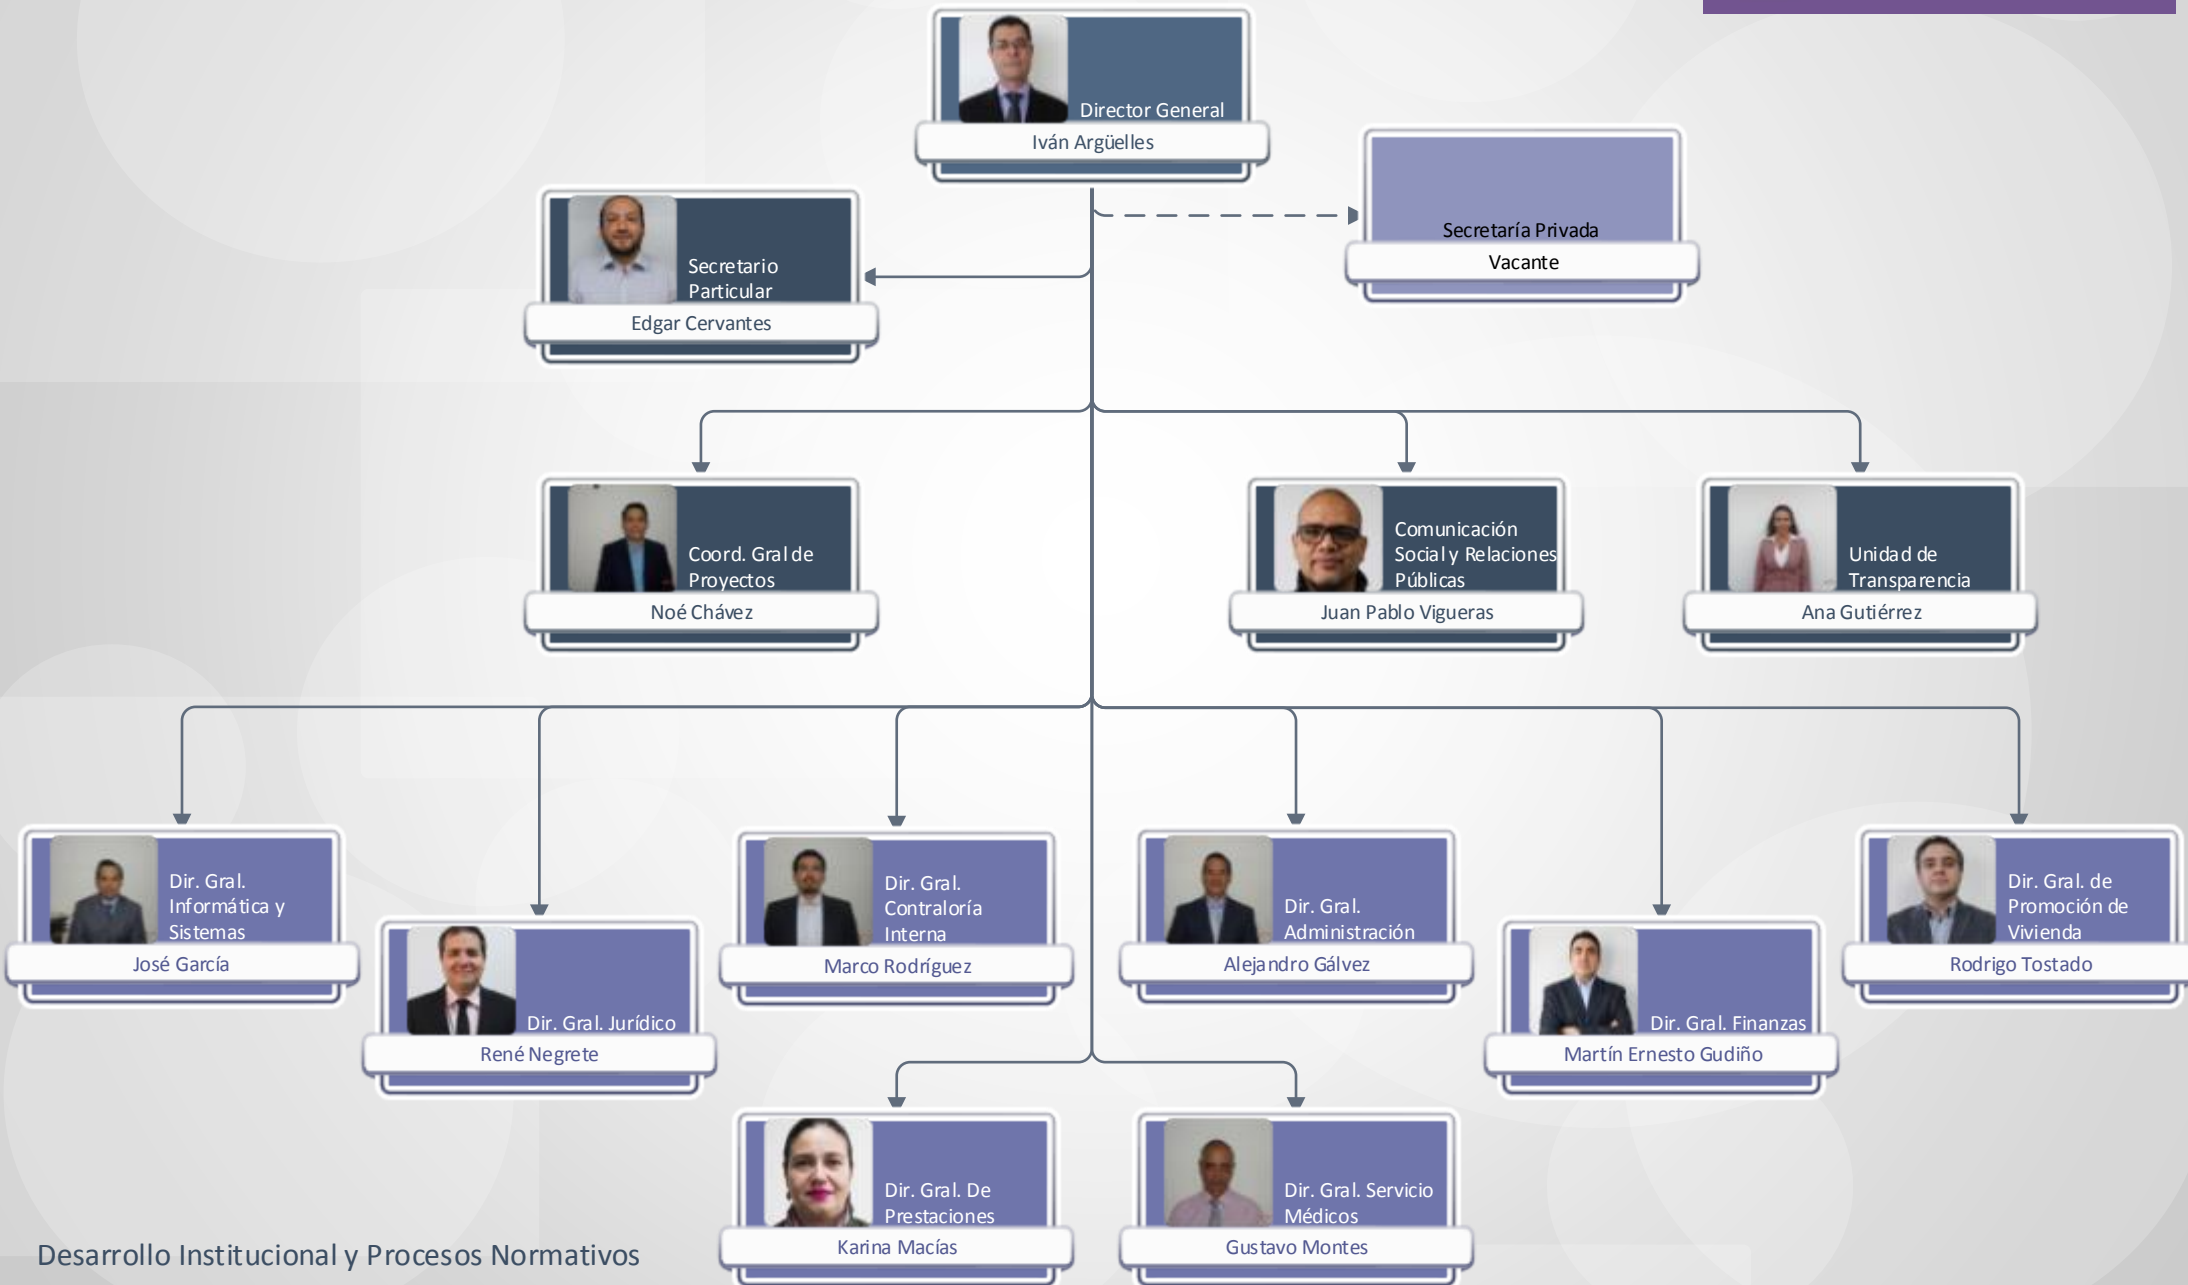 Director General
Iván Argüelles
Secretaría Privada
Vacante
Secretario
Particular
Edgar Cervantes
Coord. Gral de
Proyectos
Noé Chávez
Comunicación
Social y Relaciones
Públicas
Juan Pablo Vigueras
Unidad de
Transparencia
Ana Gutiérrez
Dir. Gral.
Informática y
Sistemas
José García
Dir. Gral. Jurídico
René Negrete
Dir. Gral.
Contraloría
Interna
Marco Rodríguez
Dir. Gral.
Administración
Alejandro Gálvez
Dir. Gral. Finanzas
Martín Ernesto Gudiño
Dir. Gral. de
Promoción de
Vivienda
Rodrigo Tostado
Dir. Gral. De
Prestaciones
Karina Macías
Dir. Gral. Servicio
Médicos
Gustavo Montes
Desarrollo Institucional y Procesos Normativos